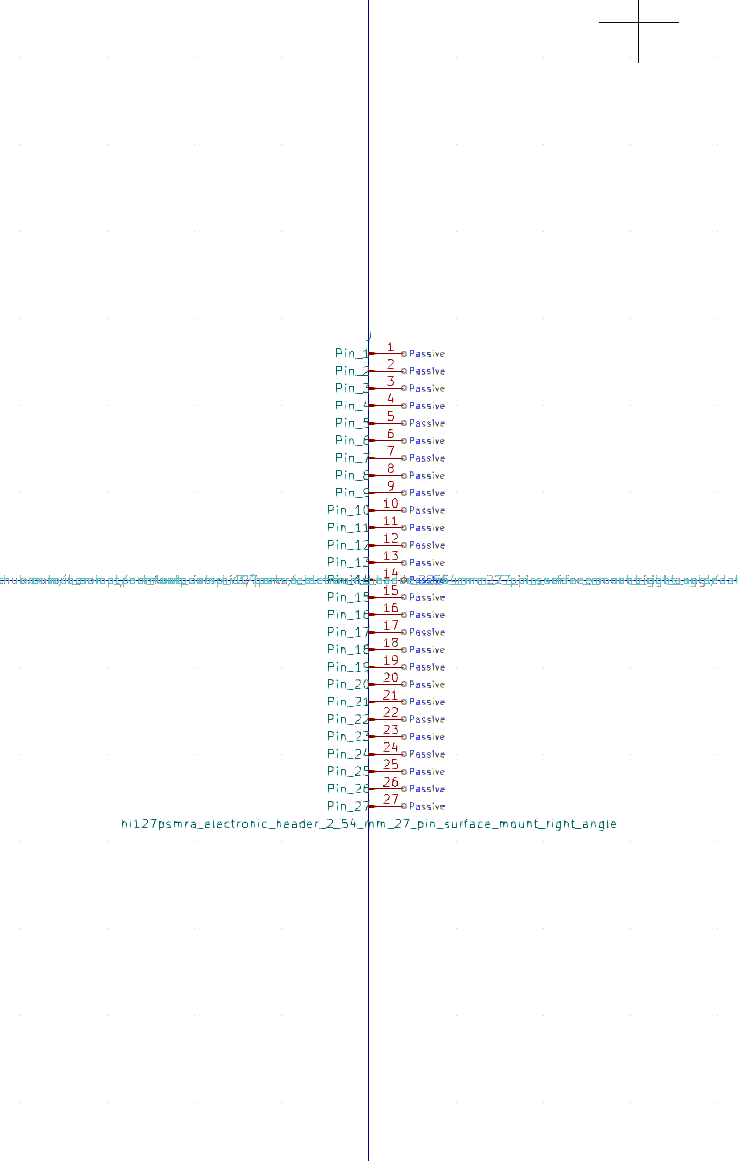 J
Pin_1 1 Passive
Pin_2 2 Passive
Pin_3 3 Passive
Pin_4 4 Passive
Pin_5 5 Passive
Pin_6 6 Passive
Pin_7 7 Passive
Pin_8 8 Passive
Pin_9 9 Passive
Pin_10 10 Passive
Pin_11 11 Passive
Pin_12 12 Passive
Pin_13 13 Passive
14
Pin_15 15 Passive
Pin_16 16 Passive
Pin_17 17 Passive
Pin_18 18 Passive
Pin_19 19 Passive
Pin_20 20 Passive
Pin_21 21 Passive
Pin_22 22 Passive
Pin_23 23 Passive
Pin_24 24 Passive
Pin_25 25 Passive
Pin_26 26 Passive
Pin_27 27 Passive
hi127psmra_electronic_header_2_54_mm_27_pin_surface_mount_right_angle